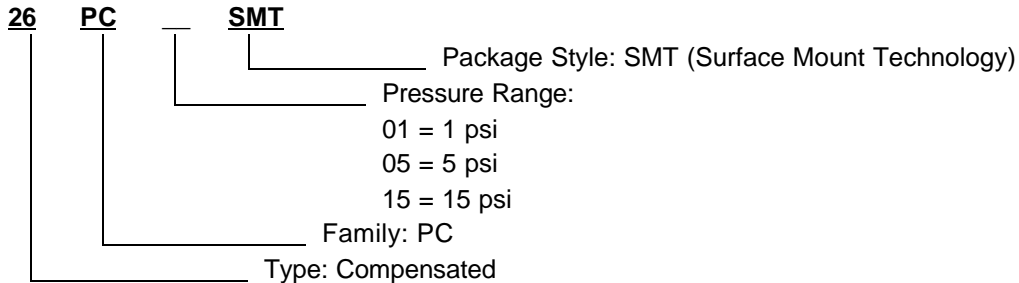 26 PC __ SMT
Package Style: SMT (Surface Mount Technology)
Pressure Range:
01 = 1 psi
05 = 5 psi
15 = 15 psi
Family: PC
Type: Compensated